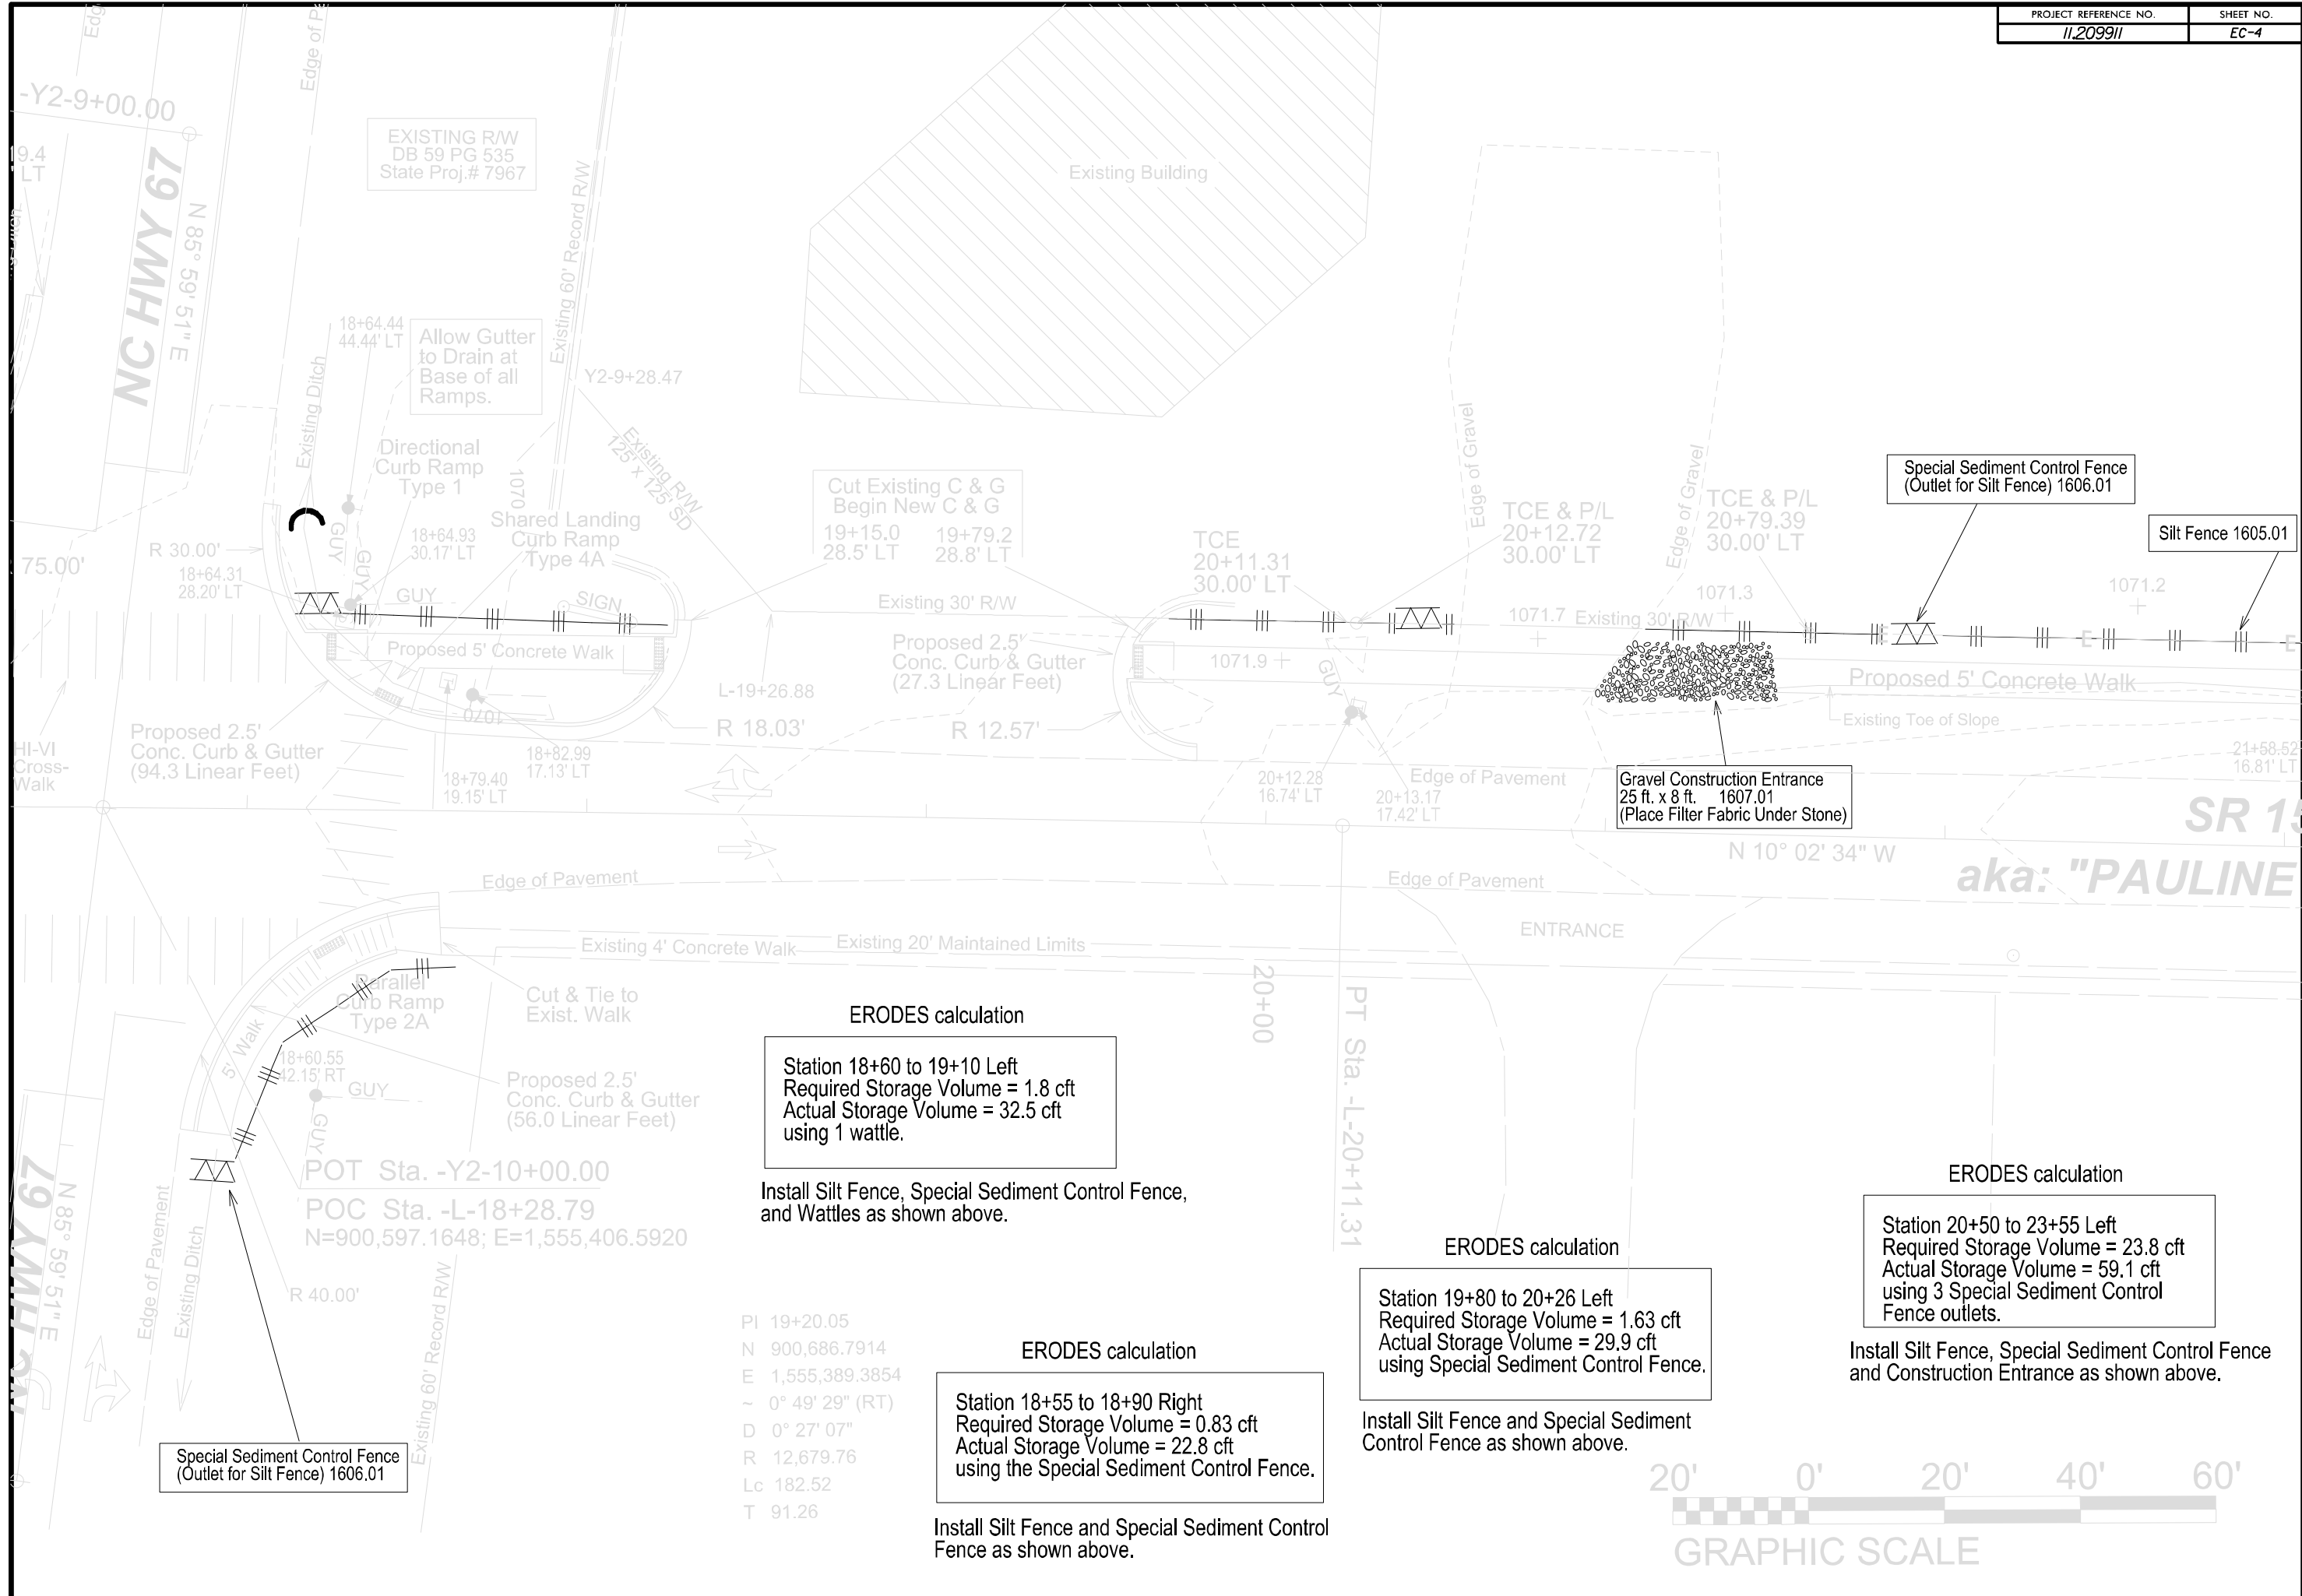 PROJECT REFERENCE NO.
SHEET NO.
11.209911
EC-4
-Y2-9+00.00
NC HWY 67
N 85° 59' 51" E
Edge of P
EXISTING R/W
DB 59 PG 535
State Proj.# 7967
Existing 60' Record R/W
Existing Building
19.4
LT
18+64.44
44.44' LT
Allow Gutter
to Drain at
Base of all
Ramps.
Y2-9+28.47
Existing Ditch
Directional
Curb Ramp
Type 1
1070
Existing R/W
125' x 125' SD
Shared Landing
Curb Ramp
Type 4A
18+64.93
30.17' LT
GUY
GUY
GUY
SIGN
R 30.00'
18+64.31
28.20' LT
75.00'
Cut Existing C & G
Begin New C & G
19+15.0
28.5' LT
19+79.2
28.8' LT
Edge of Gravel
Edge of Gravel
TCE
20+11.31
30.00' LT
TCE & P/L
20+12.72
30.00' LT
TCE & P/L
20+79.39
30.00' LT
Special Sediment Control Fence
(Outlet for Silt Fence) 1606.01
Silt Fence 1605.01
1071.2
1071.3
1071.7
Existing 30' R/W
Existing 30' R/W
E
E
E
Proposed 5' Concrete Walk
Proposed 2.5'
Conc. Curb & Gutter
(27.3 Linear Feet)
1071.9
GUY
Proposed 5' Concrete Walk
Existing Toe of Slope
L-19+26.88
R 18.03'
R 12.57'
1070
Proposed 2.5'
Conc. Curb & Gutter
(94.3 Linear Feet)
HI-VI
Cross-
Walk
18+82.99
17.13' LT
18+79.40
19.15' LT
20+12.28
16.74' LT
20+13.17
17.42' LT
Edge of Pavement
Gravel Construction Entrance
25 ft. x 8 ft. 1607.01
(Place Filter Fabric Under Stone)
21+58.52
16.81' LT
SR 15
N 10° 02' 34" W
aka: "PAULINE
Edge of Pavement
Edge of Pavement
ENTRANCE
Existing 4' Concrete Walk
Existing 20' Maintained Limits
Parallel
Curb Ramp
Type 2A
Cut & Tie to
Exist. Walk
5' Walk
18+60.55
42.15' RT
GUY
GUY
Proposed 2.5'
Conc. Curb & Gutter
(56.0 Linear Feet)
20+00
PT Sta. -L-20+11.31
ERODES calculation
Station 18+60 to 19+10 Left
Required Storage Volume = 1.8 cft
Actual Storage Volume = 32.5 cft
using 1 wattle.
Install Silt Fence, Special Sediment Control Fence,
and Wattles as shown above.
POT Sta. -Y2-10+00.00
POC Sta. -L-18+28.79
N=900,597.1648; E=1,555,406.5920
NC HWY 67
N 85° 59' 51" E
Edge of Pavement
Existing Ditch
R 40.00'
Existing 60' Record R/W
Special Sediment Control Fence
(Outlet for Silt Fence) 1606.01
PI 19+20.05
N 900,686.7914
E 1,555,389.3854
~ 0° 49' 29" (RT)
D 0° 27' 07"
R 12,679.76
Lc 182.52
T 91.26
ERODES calculation
Station 18+55 to 18+90 Right
Required Storage Volume = 0.83 cft
Actual Storage Volume = 22.8 cft
using the Special Sediment Control Fence.
Install Silt Fence and Special Sediment Control
Fence as shown above.
ERODES calculation
Station 19+80 to 20+26 Left
Required Storage Volume = 1.63 cft
Actual Storage Volume = 29.9 cft
using Special Sediment Control Fence.
Install Silt Fence and Special Sediment
Control Fence as shown above.
ERODES calculation
Station 20+50 to 23+55 Left
Required Storage Volume = 23.8 cft
Actual Storage Volume = 59.1 cft
using 3 Special Sediment Control
Fence outlets.
Install Silt Fence, Special Sediment Control Fence
and Construction Entrance as shown above.
20' 0' 20' 40' 60'
GRAPHIC SCALE